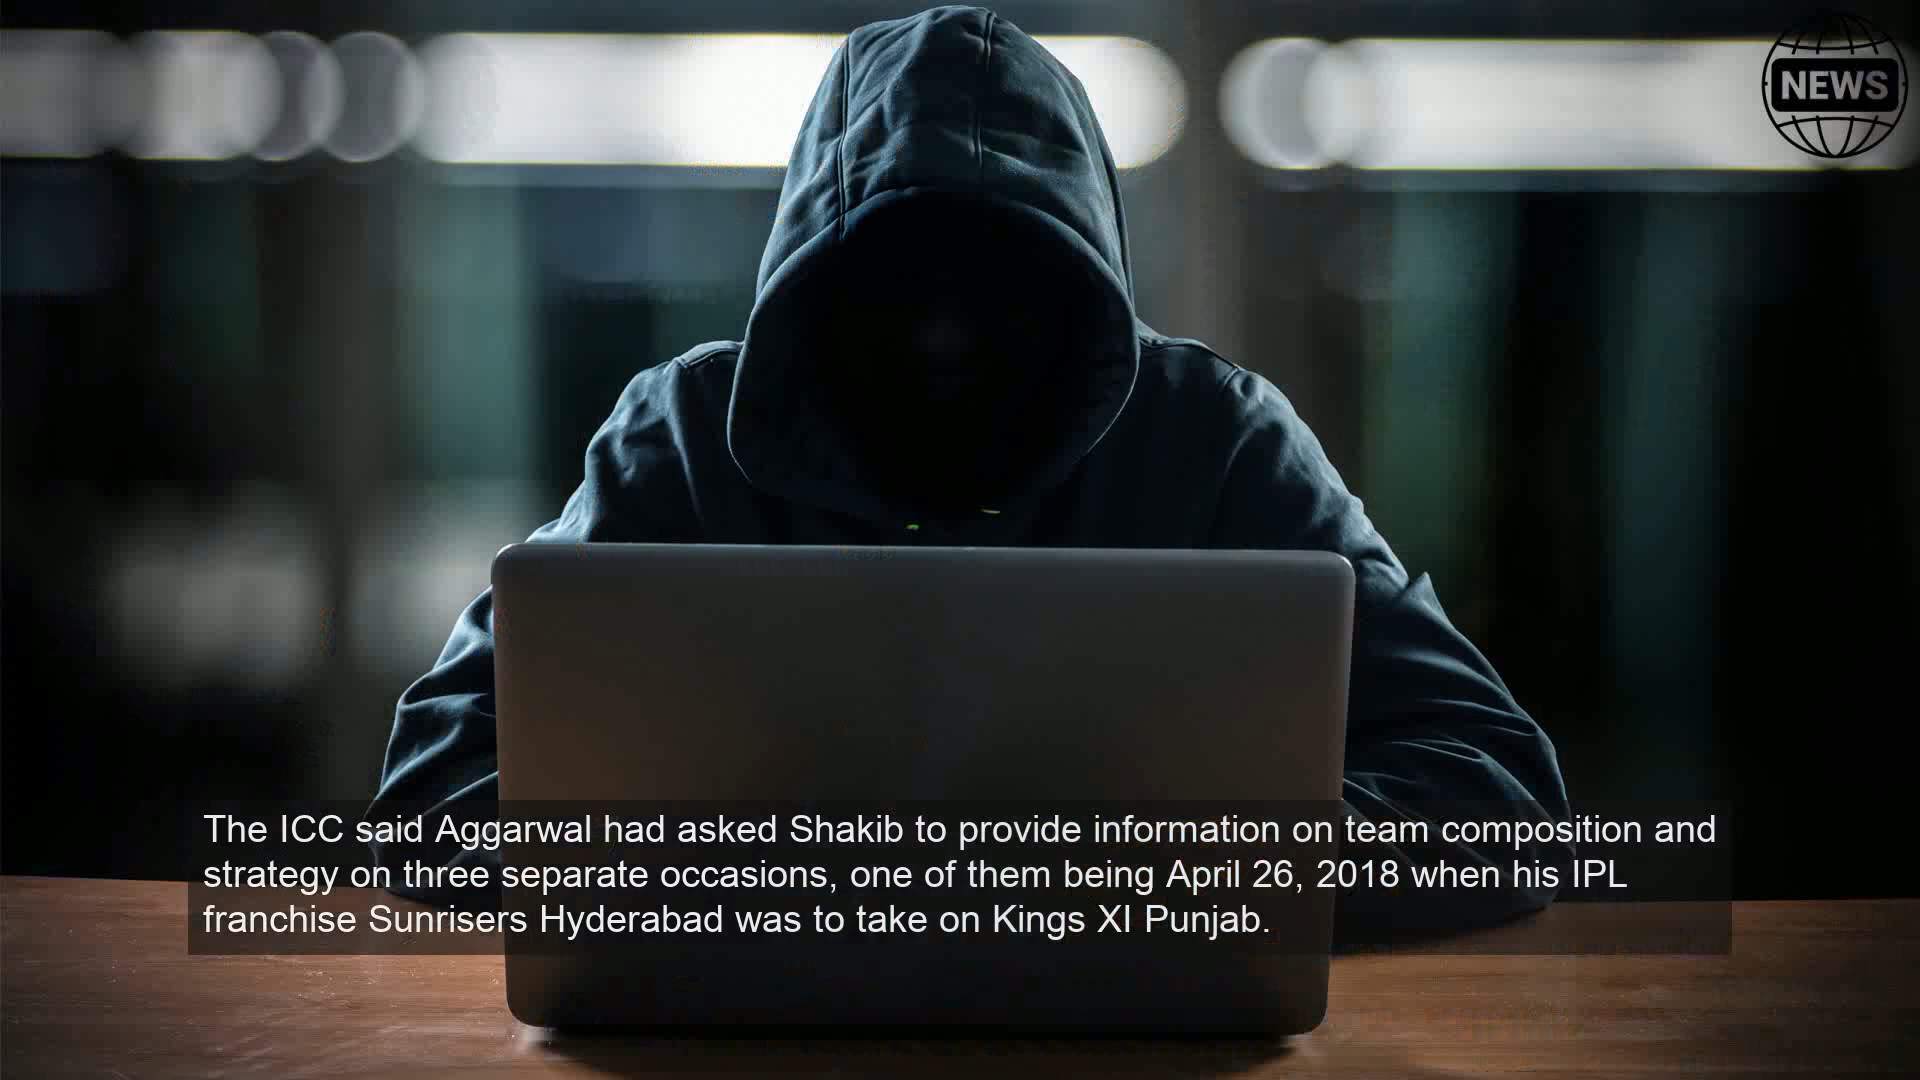 NEWS
The ICC said Aggarwal had asked Shakib to provide information on team composition and
strategy on three separate occasions, one of them being April 26, 2018 when his IPL
franchise Sunrisers Hyderabad was to take on Kings XI Punjab.